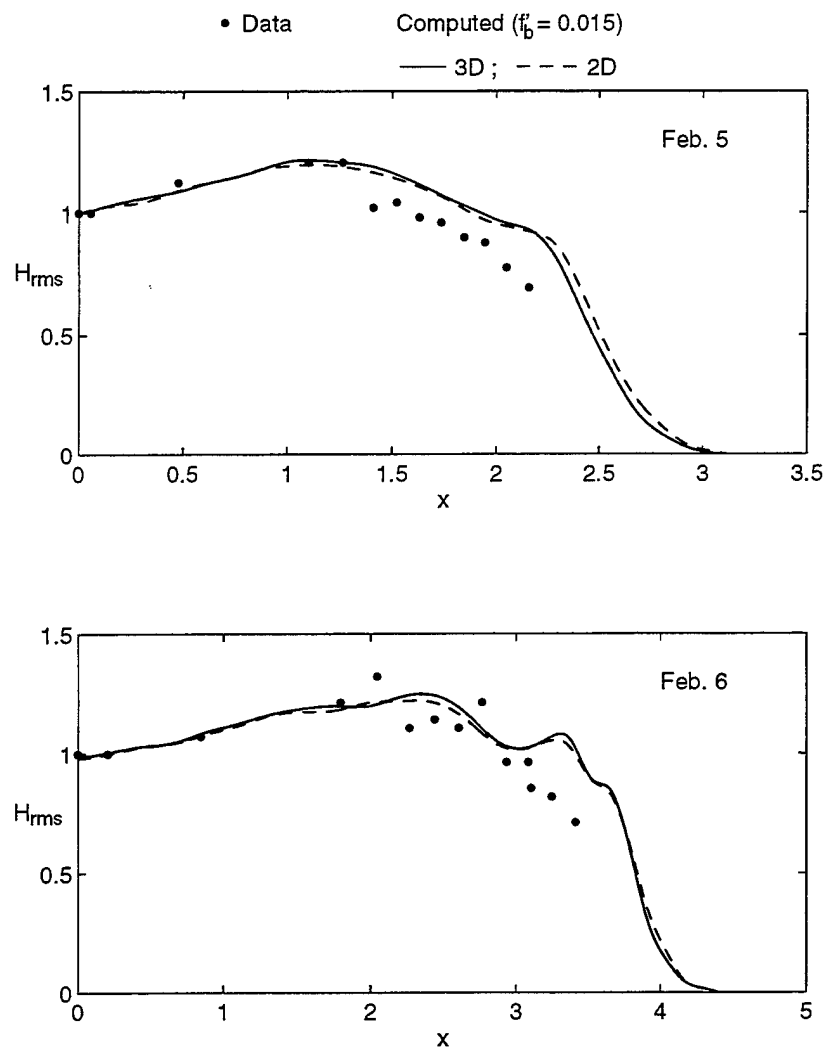 • Data Computed (f'b = 0.015)
3D ; 2D
Feb. 5
1.5
1
Hrms
0.5
0
0 0.5 1 1.5 2 2.5 3 3.5
x
Feb. 6
1.5
1
Hrms
0.5
0
0 1 2 3 4 5
x